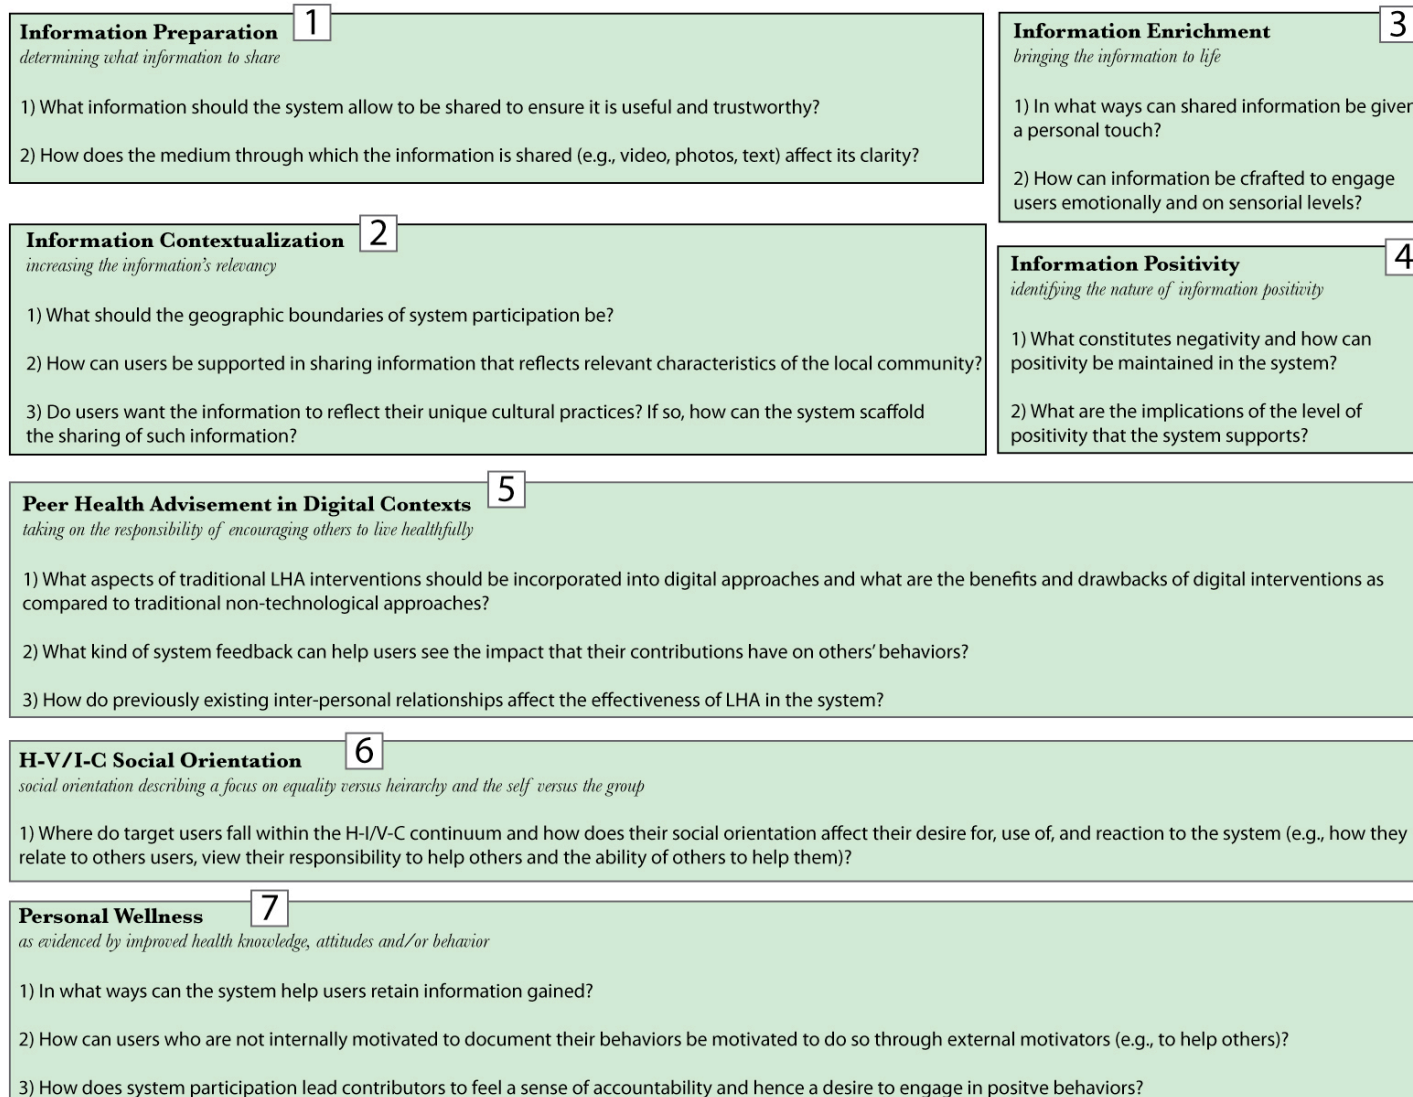 Information Preparation 1
determining what information to share
1) What information should the system allow to be shared to ensure it is useful and trustworthy?
2) How does the medium through which the information is shared (e.g., video, photos, text) affect its clarity?
Information Contextualization 2
increasing the information's relevancy
1) What should the geographic boundaries of system participation be?
2) How can users be supported in sharing information that reflects relevant characteristics of the local community?
3) Do users want the information to reflect their unique cultural practices? If so, how can the system scaffold
the sharing of such information?
Information Enrichment 3
bringing the information to life
1) In what ways can shared information be given
a personal touch?
2) How can information be cfrafted to engage
users emotionally and on sensorial levels?
Information Positivity 4
identifying the nature of information positivity
1) What constitutes negativity and how can
positivity be maintained in the system?
2) What are the implications of the level of
positivity that the system supports?
Peer Health Advisement in Digital Contexts 5
taking on the responsibility of encouraging others to live healthfully
1) What aspects of traditional LHA interventions should be incorporated into digital approaches and what are the benefits and drawbacks of digital interventions as
compared to traditional non-technological approaches?
2) What kind of system feedback can help users see the impact that their contributions have on others' behaviors?
3) How do previously existing inter-personal relationships affect the effectiveness of LHA in the system?
H-V/I-C Social Orientation 6
social orientation describing a focus on equality versus heirarchy and the self versus the group
1) Where do target users fall within the H-I/V-C continuum and how does their social orientation affect their desire for, use of, and reaction to the system (e.g., how they
relate to others users, view their responsibility to help others and the ability of others to help them)?
Personal Wellness 7
as evidenced by improved health knowledge, attitudes and/or behavior
1) In what ways can the system help users retain information gained?
2) How can users who are not internally motivated to document their behaviors be motivated to do so through external motivators (e.g., to help others)?
3) How does system participation lead contributors to feel a sense of accountability and hence a desire to engage in positve behaviors?